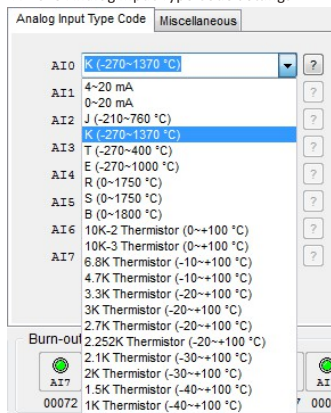 Analog Input Type Code Miscellaneous
AI0 K (-270~1370 °C) ?
AI1 ?
AI2 ?
AI3 ?
AI4 ?
AI5 ?
AI6 ?
AI7 ?
4~20 mA
0~20 mA
J (-210~760 °C)
K (-270~1370 °C)
T (-270~400 °C)
E (-270~1000 °C)
R (0~1750 °C)
S (0~1750 °C)
B (0~1800 °C)
10K-2 Thermistor (0~+100 °C)
10K-3 Thermistor (0~+100 °C)
6.8K Thermistor (-10~+100 °C)
4.7K Thermistor (-10~+100 °C)
3.3K Thermistor (-20~+100 °C)
3K Thermistor (-20~+100 °C)
2.7K Thermistor (-20~+100 °C)
2.252K Thermistor (-20~+100 °C)
2.1K Thermistor (-30~+100 °C)
2K Thermistor (-30~+100 °C)
1.5K Thermistor (-40~+100 °C)
1K Thermistor (-40~+100 °C)
Burn-out
AI7
00072